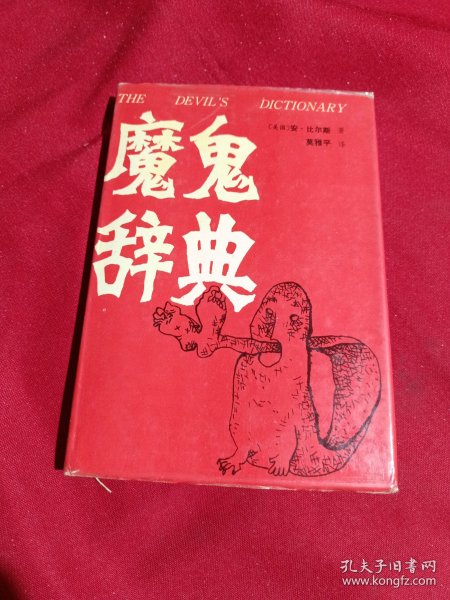 THE DEVIL'S DICTIONARY
〔美国〕安·比尔斯 著
莫雅平 译
魔鬼
辞典
孔夫子旧书网
www.kongfz.com